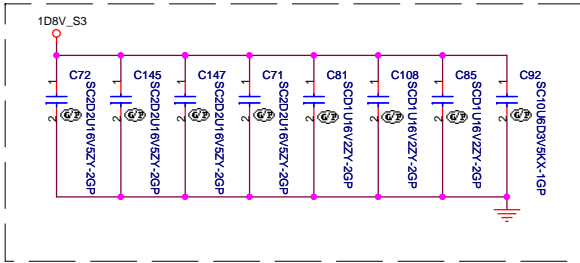 1D8V_S3
C72 C145 C147 C71 C81 C108 C85 C92
1 1 1 1 1 1 1 1
2 2 2 2 2 2 2 2
G/P G/P G/P G/P G/P G/P G/P G/P
SC2D2U16V5ZY-2GP
SC2D2U16V5ZY-2GP
SC2D2U16V5ZY-2GP
SC2D2U16V5ZY-2GP
SCD1U16V2ZY-2GP
SCD1U16V2ZY-2GP
SCD1U16V2ZY-2GP
SC10U6D3V5KX-1GP